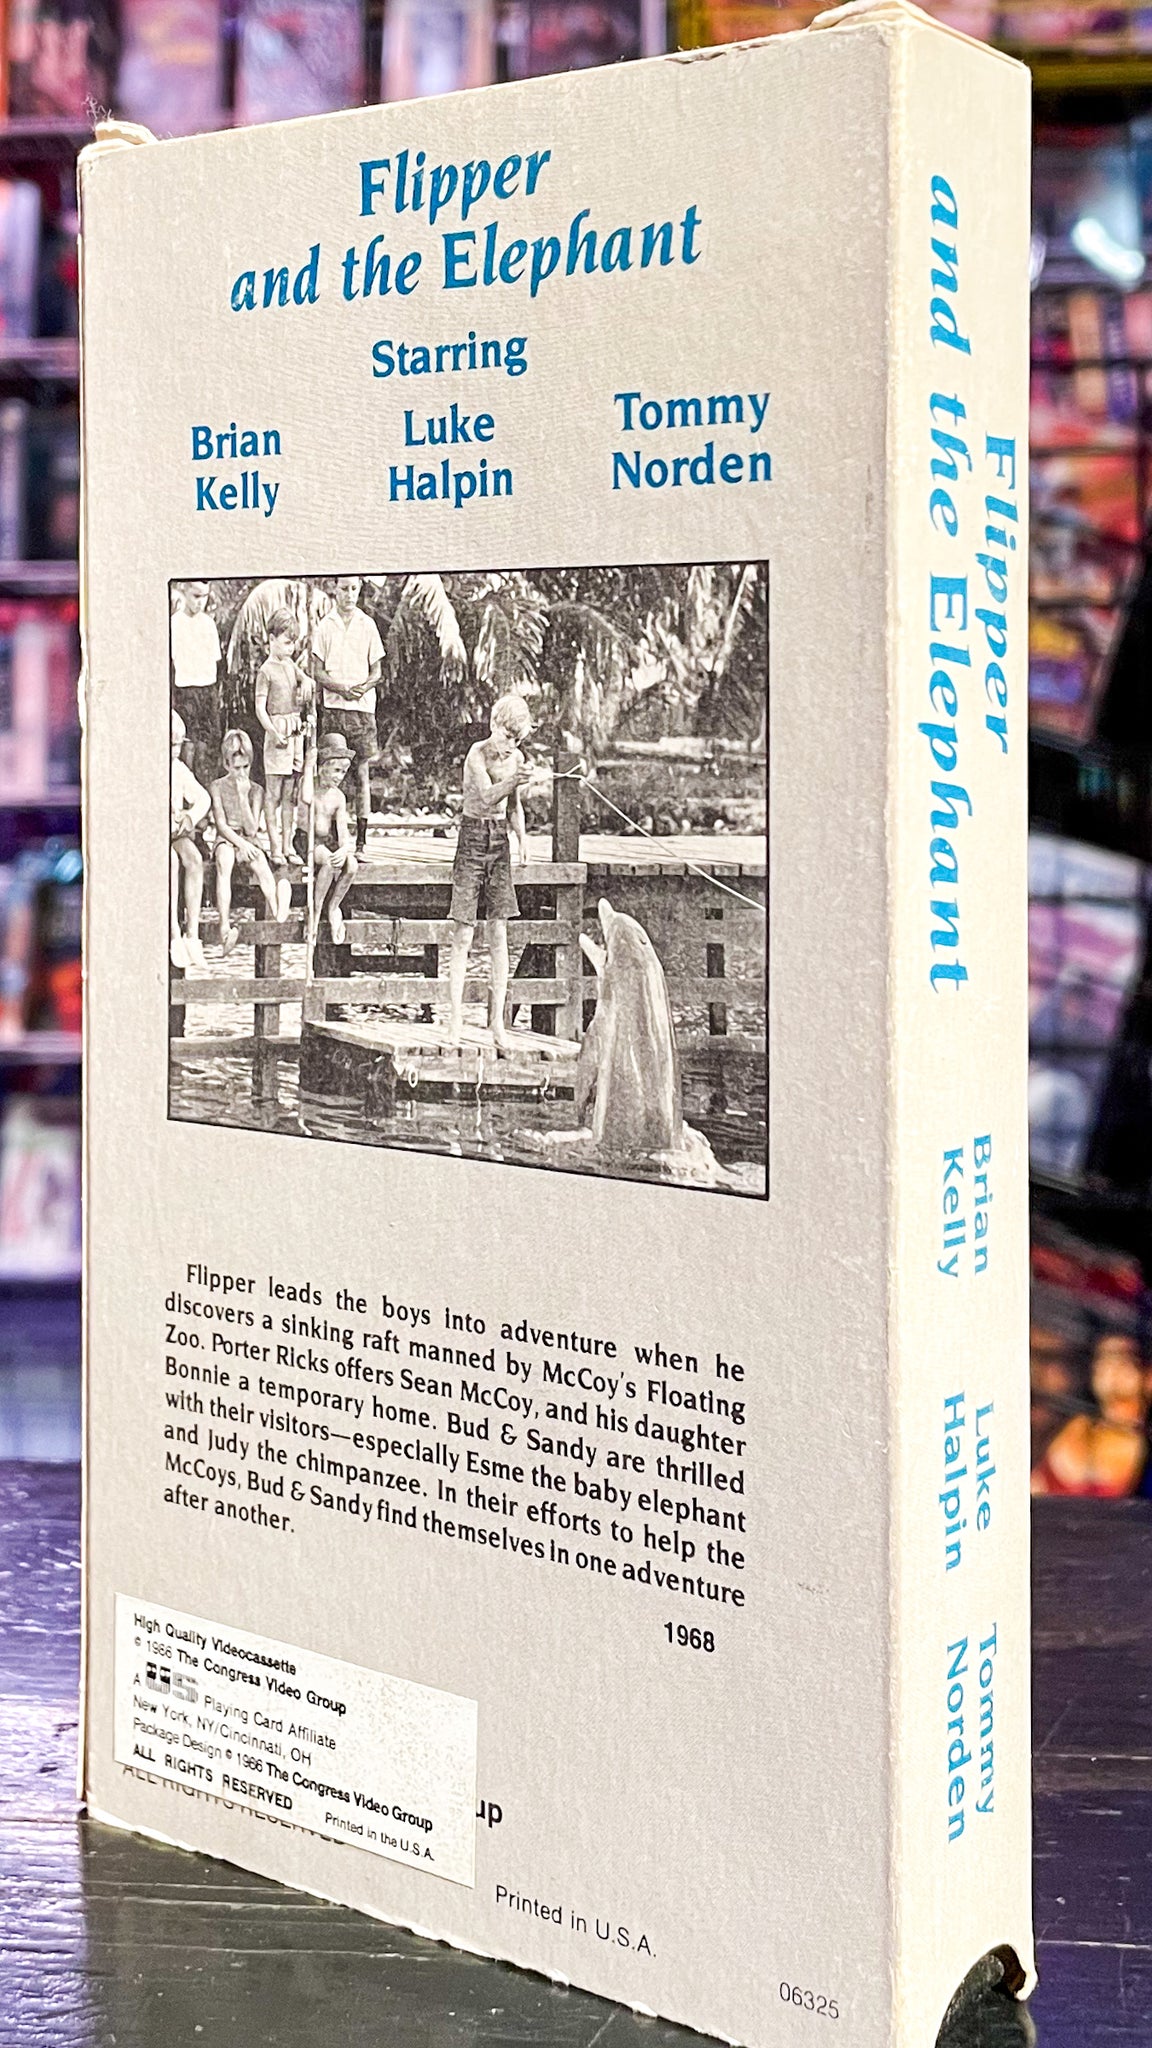 Flipper
and the Elephant
Starring
Brian
Kelly
Luke
Halpin
Tommy
Norden
Flipper leads the boys into adventure when he
discovers a sinking raft manned by McCoy's Floating
Zoo. Porter Ricks offers Sean McCoy, and his daughter
Bonnie a temporary home. Bud & Sandy are thrilled
with their visitors—especially Esme the baby elephant
and Judy the chimpanzee. In their efforts to help the
McCoys, Bud & Sandy find themselves in one adventure
after another.
1968
High Quality Videocassette
© 1986 The Congress Video Group
A US Playing Card Affiliate
New York, NY/Cincinnati, OH
Package Design © 1986 The Congress Video Group
ALL RIGHTS RESERVED Printed in the U.S.A.
up
ALL RIGHTS RESERVED
Printed in U.S.A.
06325
Flipper
and the Elephant
Brian
Kelly
Luke
Halpin
Tommy
Norden